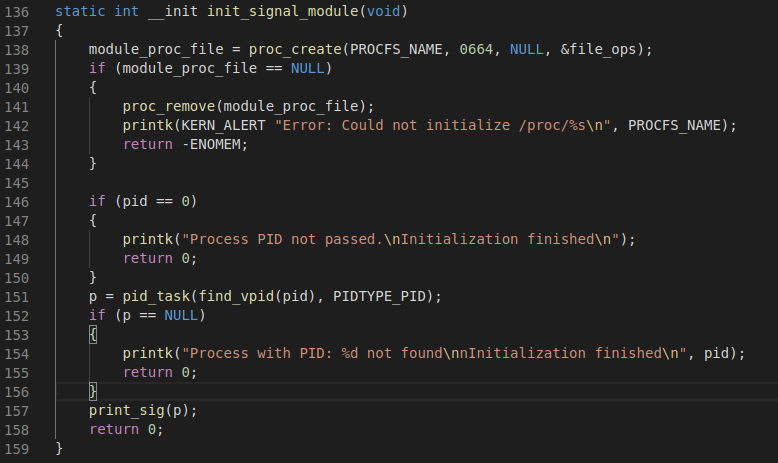 136 static int __init init_signal_module(void)
137 {
138     module_proc_file = proc_create(PROCFS_NAME, 0664, NULL, &file_ops);
139     if (module_proc_file == NULL)
140     {
141         proc_remove(module_proc_file);
142         printk(KERN_ALERT "Error: Could not initialize /proc/%s\n", PROCFS_NAME);
143         return -ENOMEM;
144     }
145
146     if (pid == 0)
147     {
148         printk("Process PID not passed.\nInitialization finished\n");
149         return 0;
150     }
151     p = pid_task(find_vpid(pid), PIDTYPE_PID);
152     if (p == NULL)
153     {
154         printk("Process with PID: %d not found\nnInitialization finished\n", pid);
155         return 0;
156     }
157     print_sig(p);
158     return 0;
159 }